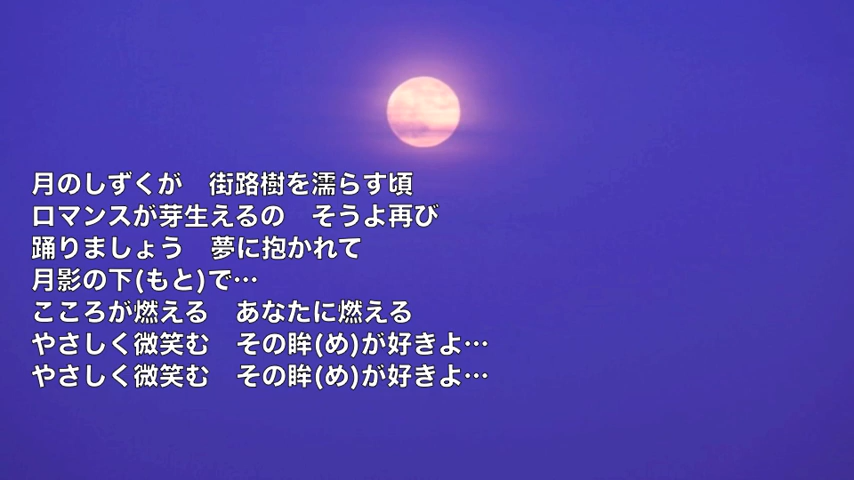 月のしずくが　街路樹を濡らす頃
ロマンスが芽生えるの　そうよ再び
踊りましょう　夢に抱かれて
月影の下(もと)で…
こころが燃える　あなたに燃える
やさしく微笑む　その眸(め)が好きよ…
やさしく微笑む　その眸(め)が好きよ…